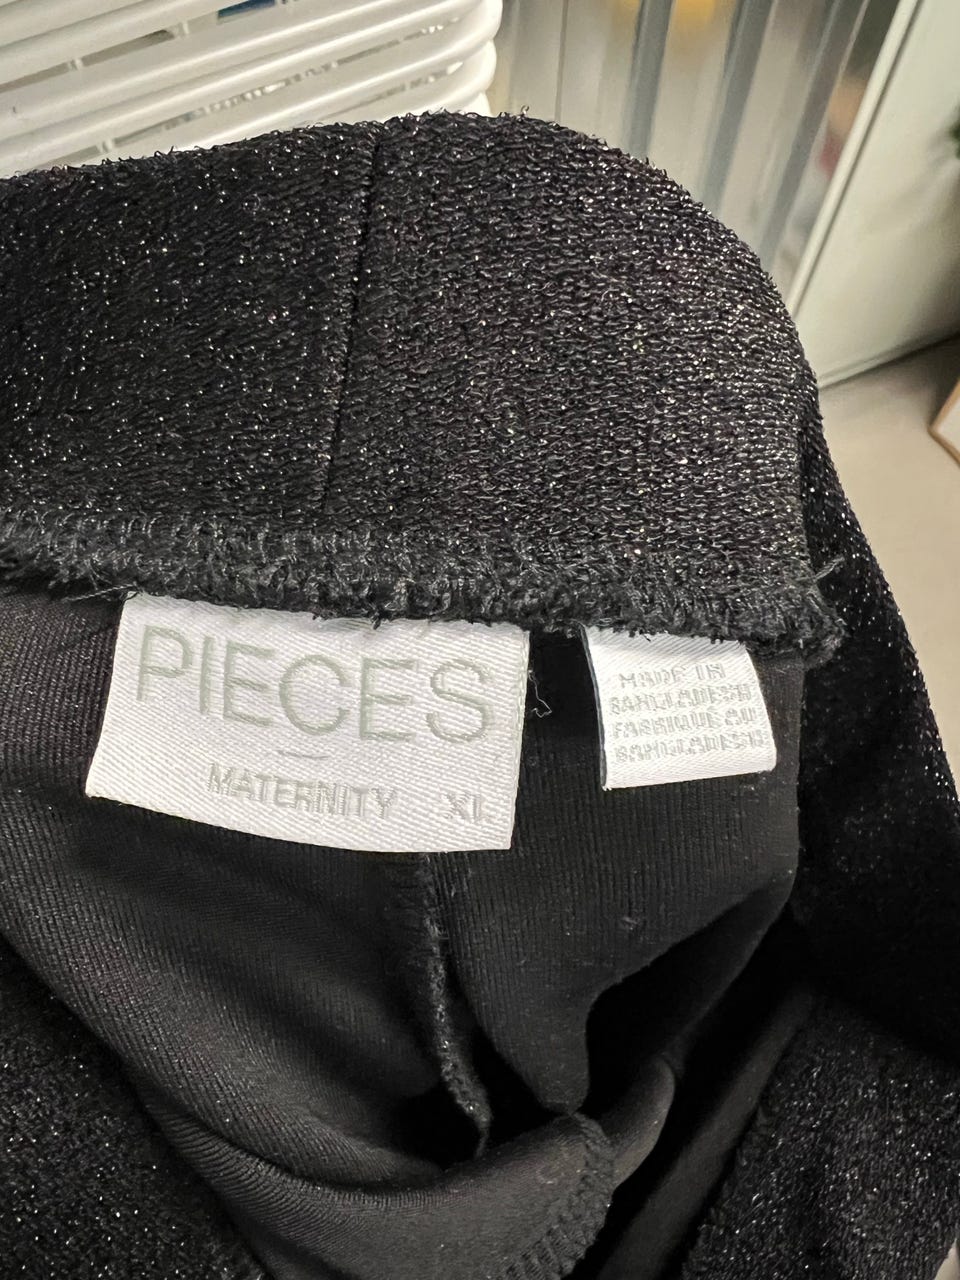 PIECES
MATERNITY XL
MADE IN
BANGLADESH
FABRIQUÉ AU
BANGLADESH